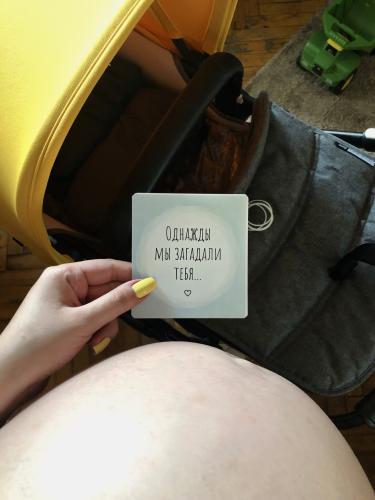 Однажды
мы загадали
тебя...